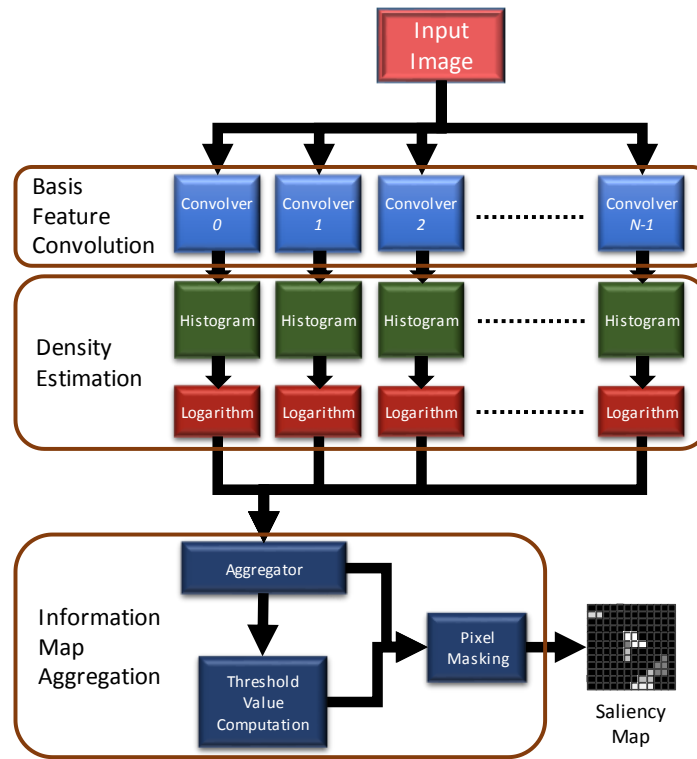 Input
Image
Basis
Feature
Convolution
Convolver
0
Convolver
1
Convolver
2
Convolver
N-1
Density
Estimation
Histogram
Histogram
Histogram
Histogram
Logarithm
Logarithm
Logarithm
Logarithm
Information
Map
Aggregation
Aggregator
Threshold
Value
Computation
Pixel
Masking
Saliency
Map